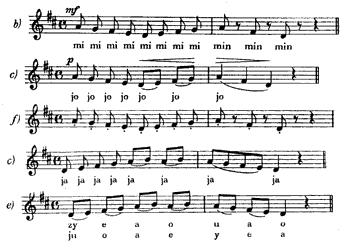 b) mf
mi mi mi mi mi mi mi mi min min min
c) p
jo jo jo jo jo jo jo
f)
c)
ja ja ja ja ja ja ja ja
e)
zy e a o u a o
ju o a e y e a